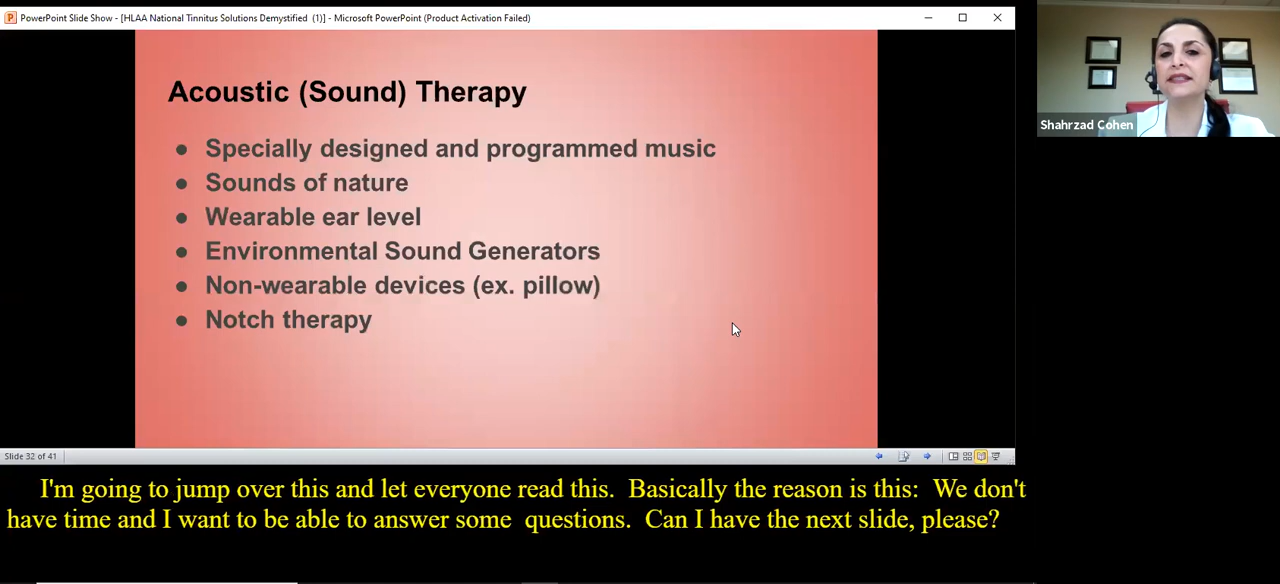 PowerPoint Slide Show - [HLAA National Tinnitus Solutions Demystified  (1)] - Microsoft PowerPoint (Product Activation Failed)
Acoustic (Sound) Therapy
● Specially designed and programmed music
● Sounds of nature
● Wearable ear level
● Environmental Sound Generators
● Non-wearable devices (ex. pillow)
● Notch therapy
Shahrzad Cohen
Slide 32 of 41
I'm going to jump over this and let everyone read this.  Basically the reason is this:  We don't
have time and I want to be able to answer some  questions.  Can I have the next slide, please?